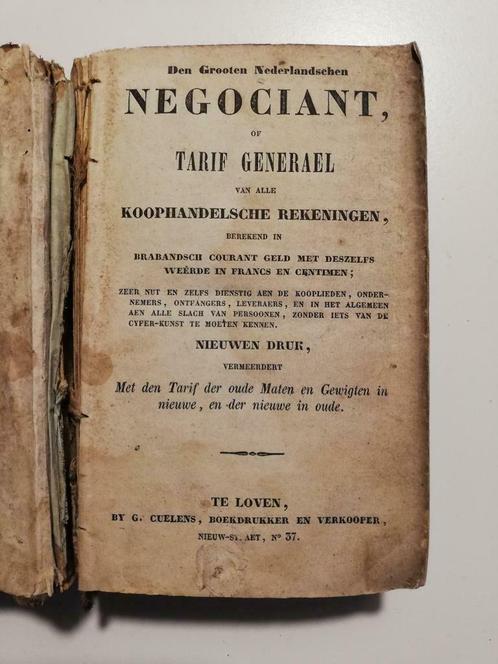 Den Grooten Nederlandschen
NEGOCIANT,
OF
TARIF GENERAEL
VAN ALLE
KOOPHANDELSCHE REKENINGEN,
BEREKEND IN
BRABANDSCH COURANT GELD MET DESZELFS
WEÈRDE IN FRANCS EN CENTIMEN;
ZEER NUT EN ZELFS DIENSTIG AEN DE KOOPLIEDEN, ONDER-
NEMERS, ONTFANGERS, LEVERAERS, EN IN HET ALGEMEEN
AEN ALLE SLACH VAN PERSOONEN, ZONDER IETS VAN DE
CYFER-KUNST TE MOETEN KENNEN.
NIEUWEN DRUK,
VERMEERDERT
Met den Tarif der oude Maten en Gewigten in
nieuwe, en der nieuwe in oude.
TE LOVEN,
BY G. CUELENS, BOEKDRUKKER EN VERKOOPER,
Nº 37.